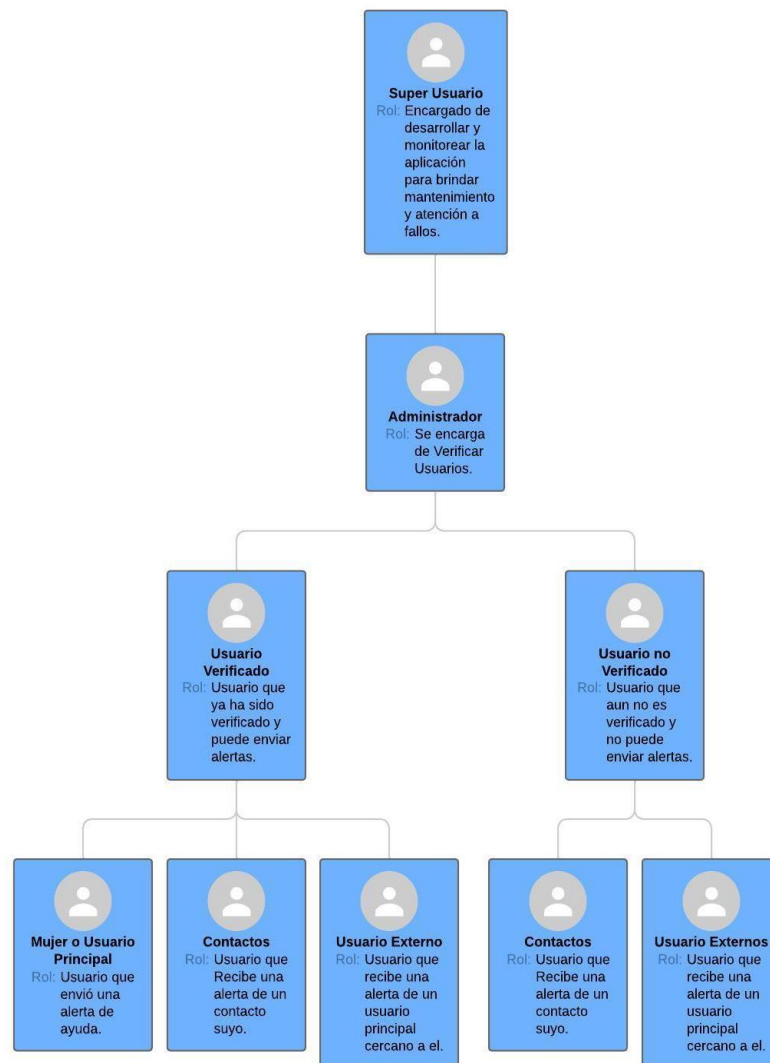 Super Usuario
Rol: Encargado de
desarrollar y
monitorear la
aplicación
para brindar
mantenimiento
y atención a
fallos.
Administrador
Rol: Se encarga
de Verificar
Usuarios.
Usuario
Verificado
Rol: Usuario que
ya ha sido
verificado y
puede enviar
alertas.
Usuario no
Verificado
Rol: Usuario que
aun no es
verificado y
no puede
enviar alertas.
Mujer o Usuario
Principal
Rol: Usuario que
envió una
alerta de
ayuda.
Contactos
Rol: Usuario que
Recibe una
alerta de un
contacto
suyo.
Usuario Externo
Rol: Usuario que
recibe una
alerta de un
usuario
principal
cercano a el.
Contactos
Rol: Usuario que
Recibe una
alerta de un
contacto
suyo.
Usuario Externos
Rol: Usuario que
recibe una
alerta de un
usuario
principal
cercano a el.